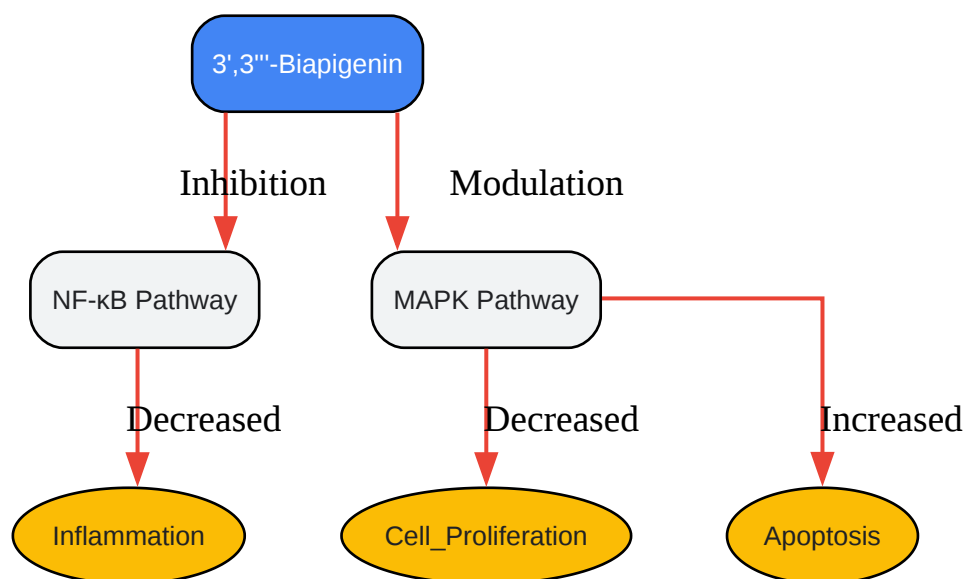 3',3'''-Biapigenin
Inhibition
Modulation
NF-κB Pathway
MAPK Pathway
Decreased
Decreased
Increased
Inflammation
Cell_Proliferation
Apoptosis